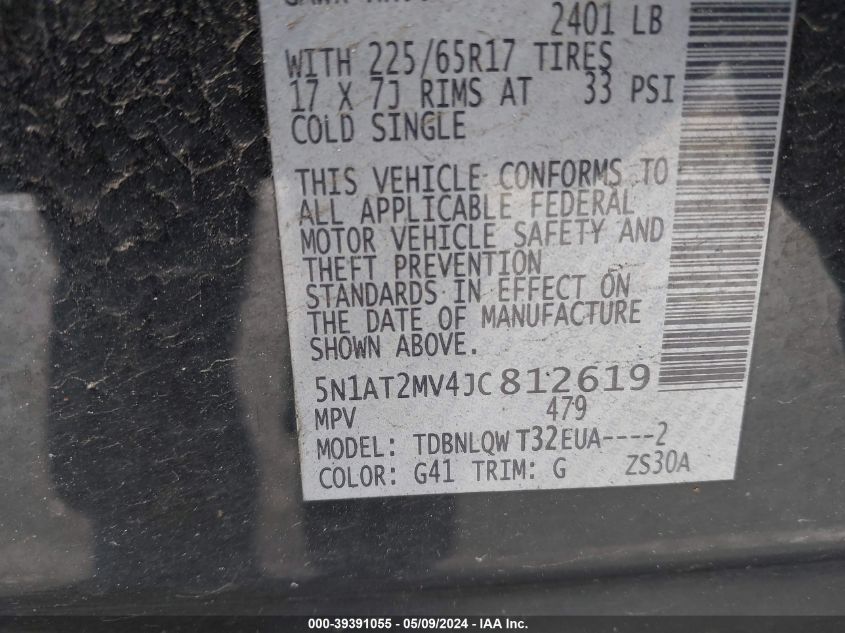 2401 LB
WITH 225/65R17 TIRES
17 X 7J RIMS AT 33 PSI
COLD SINGLE
THIS VEHICLE CONFORMS TO
ALL APPLICABLE FEDERAL
MOTOR VEHICLE SAFETY AND
THEFT PREVENTION
STANDARDS IN EFFECT ON
THE DATE OF MANUFACTURE
SHOWN ABOVE.
5N1AT2MV4JC812619
MPV 479
MODEL: TDBNLQW T32EUA----2
COLOR: G41 TRIM: G ZS30A
000-39391055 - 05/09/2024 - IAAI Inc.